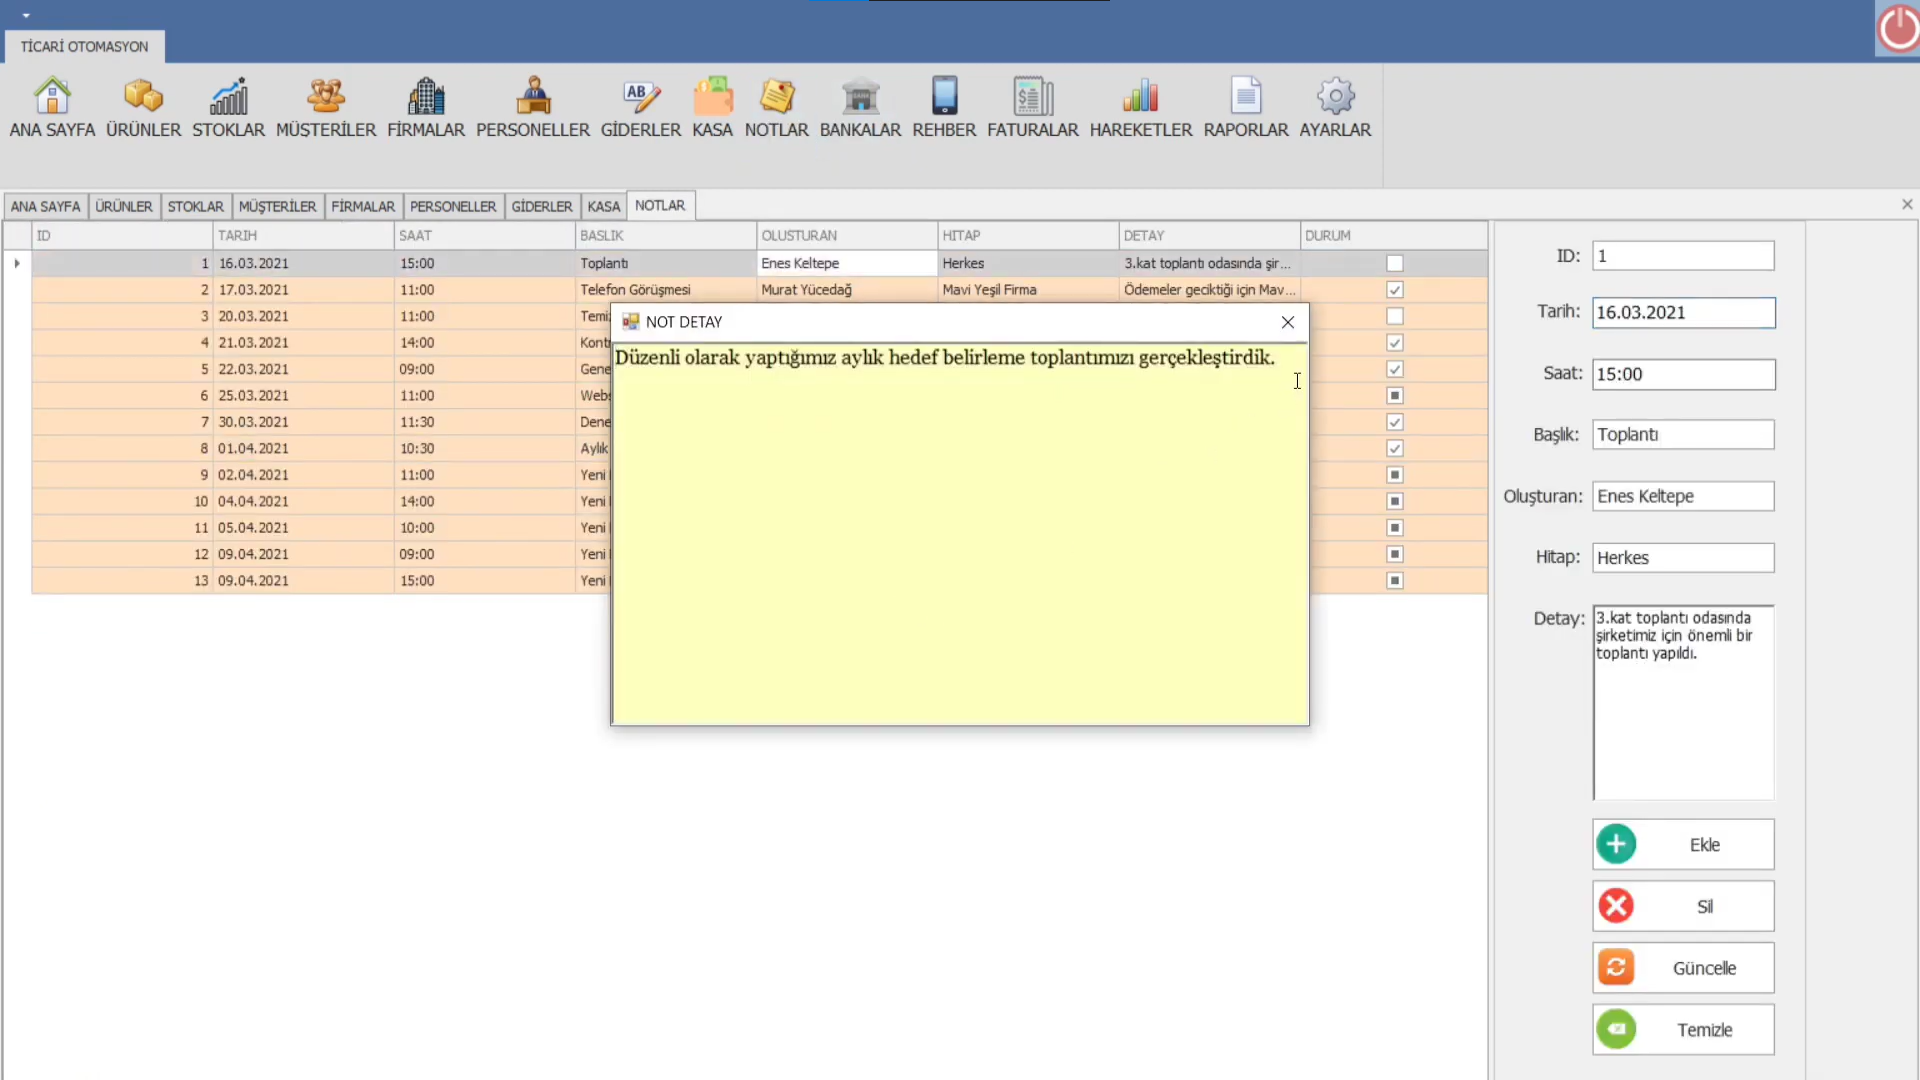 TİCARİ OTOMASYON
ANA SAYFA ÜRÜNLER STOKLAR MÜŞTERİLER FİRMALAR PERSONELLER GİDERLER KASA NOTLAR BANKALAR REHBER FATURALAR HAREKETLER RAPORLAR AYARLAR
ANA SAYFA ÜRÜNLER STOKLAR MÜŞTERİLER FİRMALAR PERSONELLER GİDERLER KASA NOTLAR
ID TARIH SAAT BASLIK OLUSTURAN HITAP DETAY DURUM
1 16.03.2021 15:00 Toplantı Enes Keltepe Herkes 3.kat toplantı odasında şir...
2 17.03.2021 11:00 Telefon Görüşmesi Murat Yücedağ Mavi Yeşil Firma Ödemeler geciktiği için Mav...
3 20.03.2021 11:00
4 21.03.2021 14:00 Kont
5 22.03.2021 09:00 Gene
6 25.03.2021 11:00 Webs
7 30.03.2021 11:30 Dene
8 01.04.2021 10:30 Aylık
9 02.04.2021 11:00 Yeni
10 04.04.2021 14:00 Yeni
11 05.04.2021 10:00 Yeni
12 09.04.2021 09:00 Yeni
13 09.04.2021 15:00 Yeni
NOT DETAY
Düzenli olarak yaptığımız aylık hedef belirleme toplantımızı gerçekleştirdik.
ID: 1
Tarih: 16.03.2021
Saat: 15:00
Başlık: Toplantı
Oluşturan: Enes Keltepe
Hitap: Herkes
Detay: 3.kat toplantı odasında
şirketimiz için önemli bir
toplantı yapıldı.
Ekle
Sil
Güncelle
Temizle